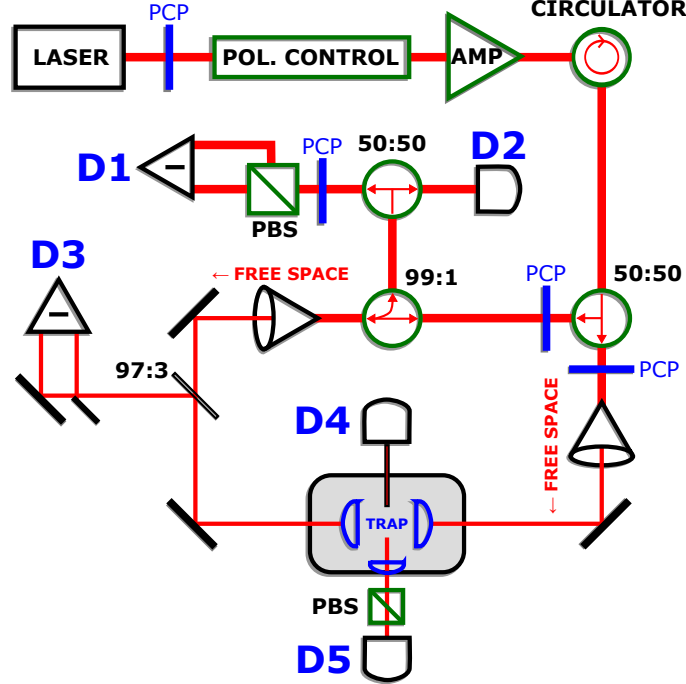 CIRCULATOR
PCP
LASER
POL. CONTROL
AMP
PCP
50:50
D2
D1
PBS
D3
← FREE SPACE
99:1
PCP
50:50
97:3
PCP
D4
← FREE SPACE
TRAP
PBS
D5